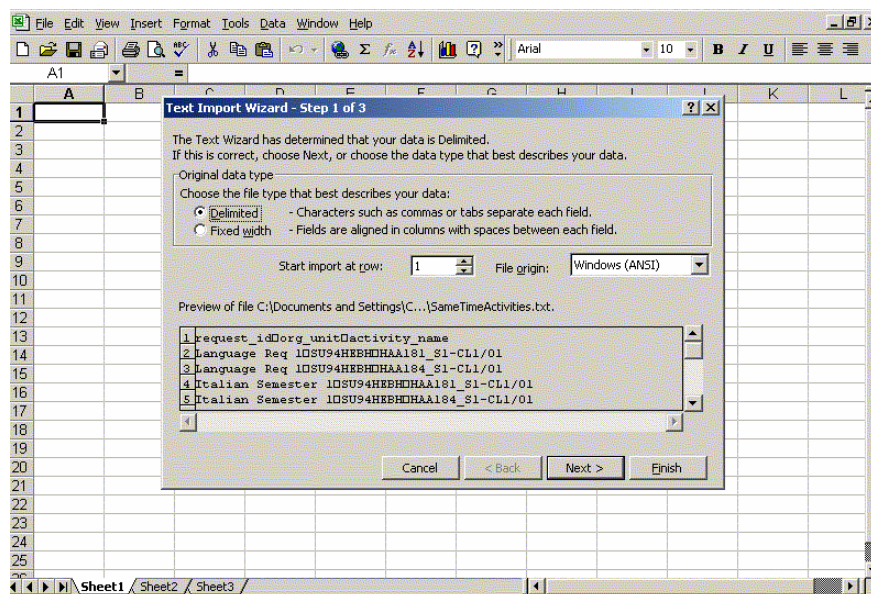 File Edit View Insert Format Tools Data Window Help
Arial 10 B I U
A1 =
A B C D E F G H I J K L
1
2
3
4
5
6
7
8
9
10
11
12
13
14
15
16
17
18
19
20
21
22
23
24
25
Text Import Wizard - Step 1 of 3
The Text Wizard has determined that your data is Delimited.
If this is correct, choose Next, or choose the data type that best describes your data.
Original data type
Choose the file type that best describes your data:
Delimited - Characters such as commas or tabs separate each field.
Fixed width - Fields are aligned in columns with spaces between each field.
Start import at row: 1 File origin: Windows (ANSI)
Preview of file C:\Documents and Settings\C...\SameTimeActivities.txt.
1 request_id□org_unit□activity_name
2 Language Req 1□SU94HEBH□HAA181_S1-CL1/01
3 Language Req 1□SU94HEBH□HAA184_S1-CL1/01
4 Italian Semester 1□SU94HEBH□HAA181_S1-CL1/01
5 Italian Semester 1□SU94HEBH□HAA184_S1-CL1/01
Cancel < Back Next > Finish
Sheet1 Sheet2 Sheet3